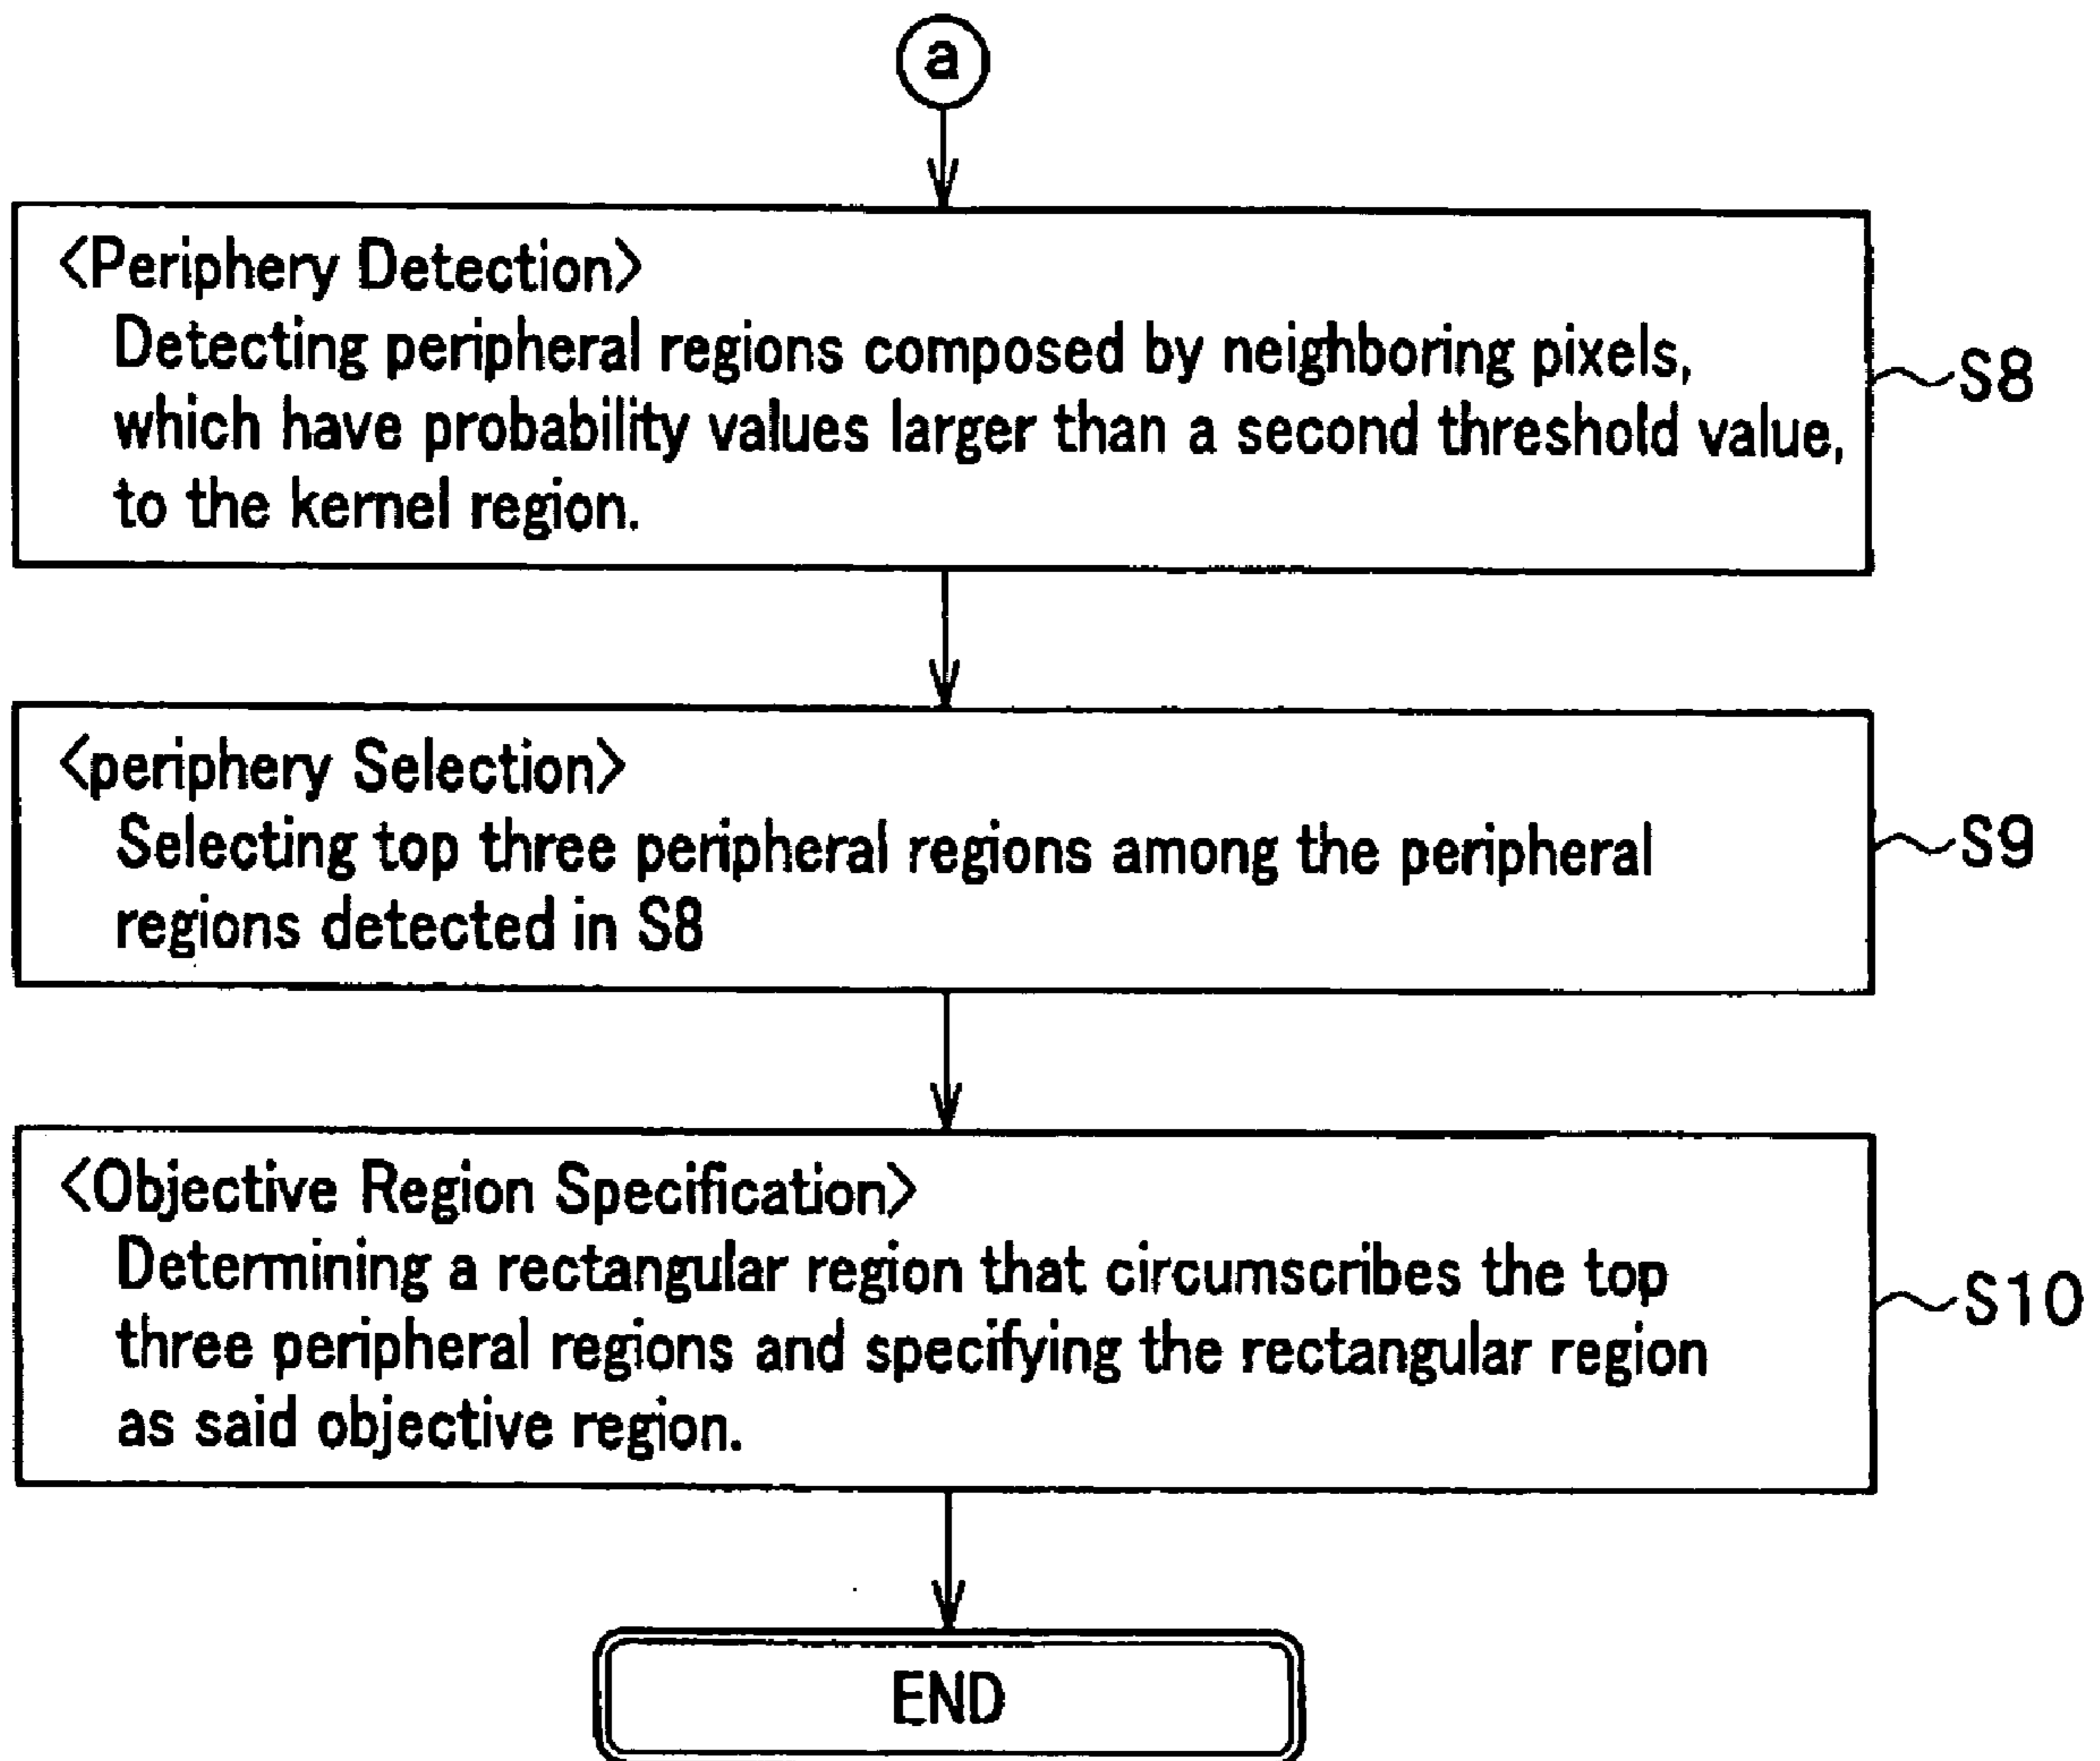 a
<Periphery Detection>
Detecting peripheral regions composed by neighboring pixels,
which have probability values larger than a second threshold value,
to the kernel region.
S8
<periphery Selection>
Selecting top three peripheral regions among the peripheral
regions detected in S8
S9
<Objective Region Specification>
Determining a rectangular region that circumscribes the top
three peripheral regions and specifying the rectangular region
as said objective region.
S10
END